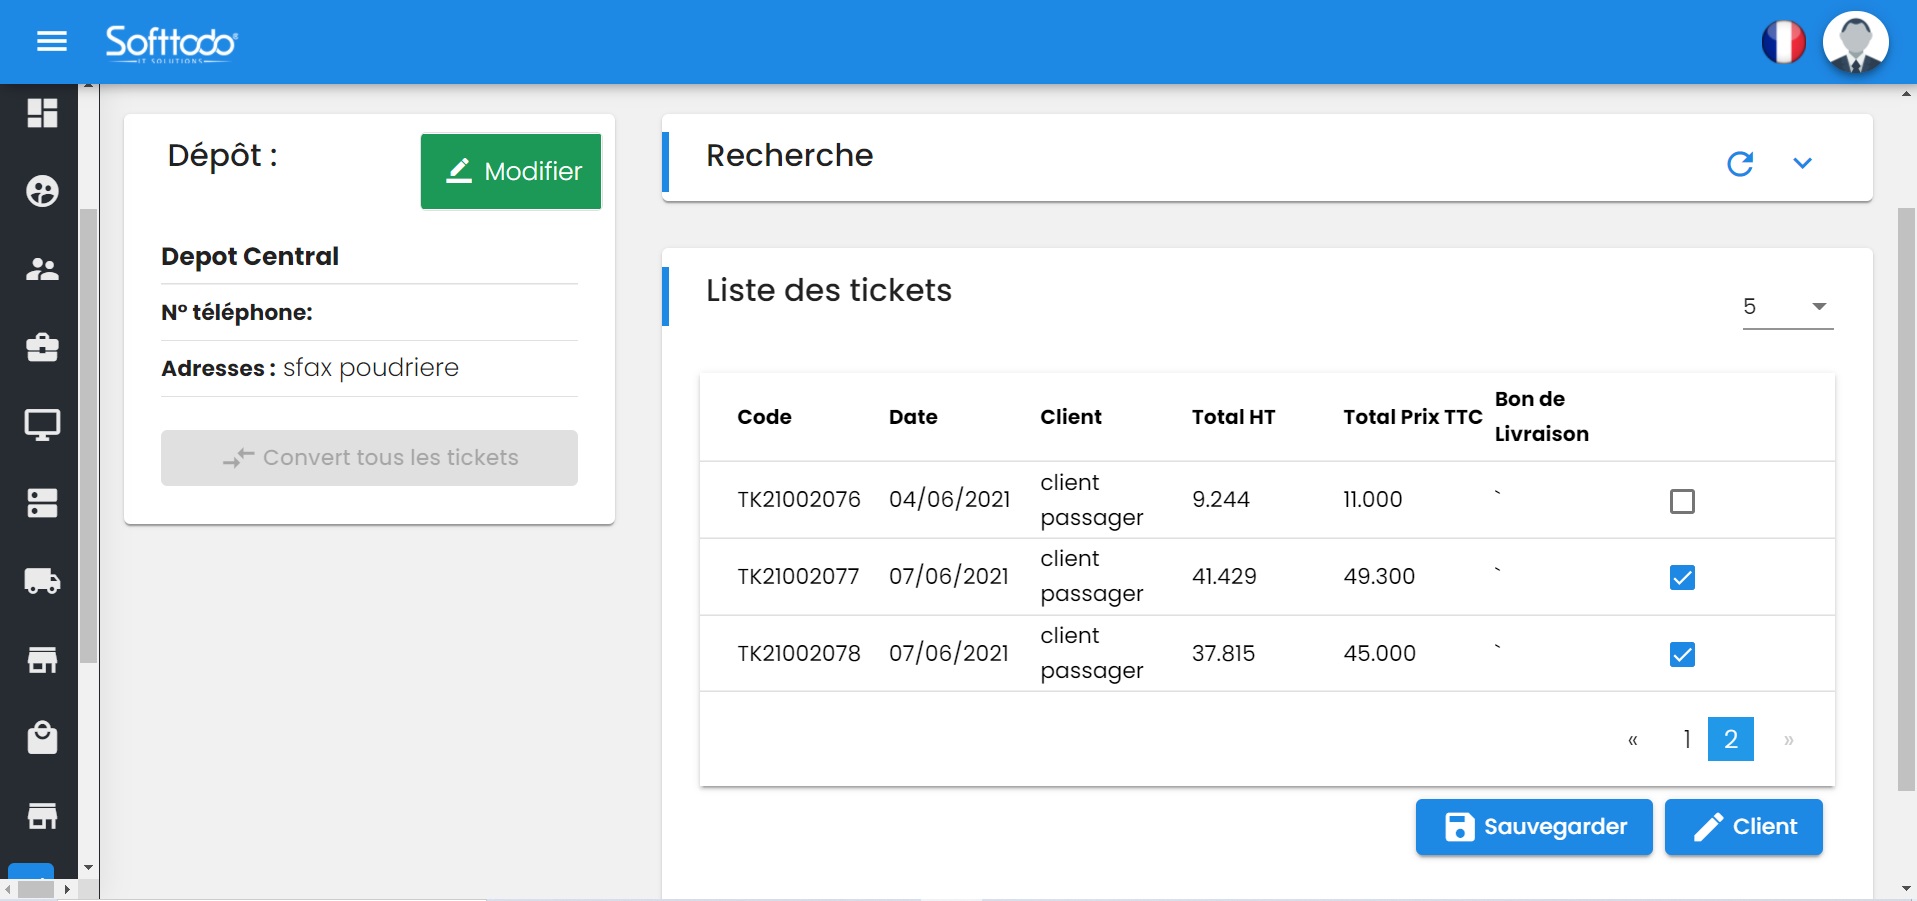 Softtodo
IT SOLUTIONS
Dépôt :
Modifier
Depot Central
N° téléphone:
Adresses : sfax poudriere
Convert tous les tickets
Recherche
Liste des tickets
5
Code Date Client Total HT Total Prix TTC Bon de
Livraison
TK21002076 04/06/2021 client
passager 9.244 11.000 `
TK21002077 07/06/2021 client
passager 41.429 49.300 `
TK21002078 07/06/2021 client
passager 37.815 45.000 `
« 1 2 »
Sauvegarder Client